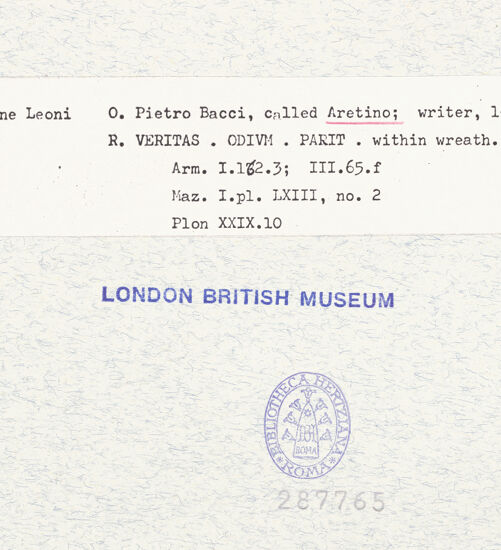 ne Leoni O. Pietro Bacci, called Aretino; writer, l
R. VERITAS . ODIVM . PARIT . within wreath.
Arm. I.162.3; III.65.f
Maz. I.pl. LXIII, no. 2
Plon XXIX.10
LONDON BRITISH MUSEUM
BIBLIOTHECA HERTZIANA
ROMA
ROMA
287765